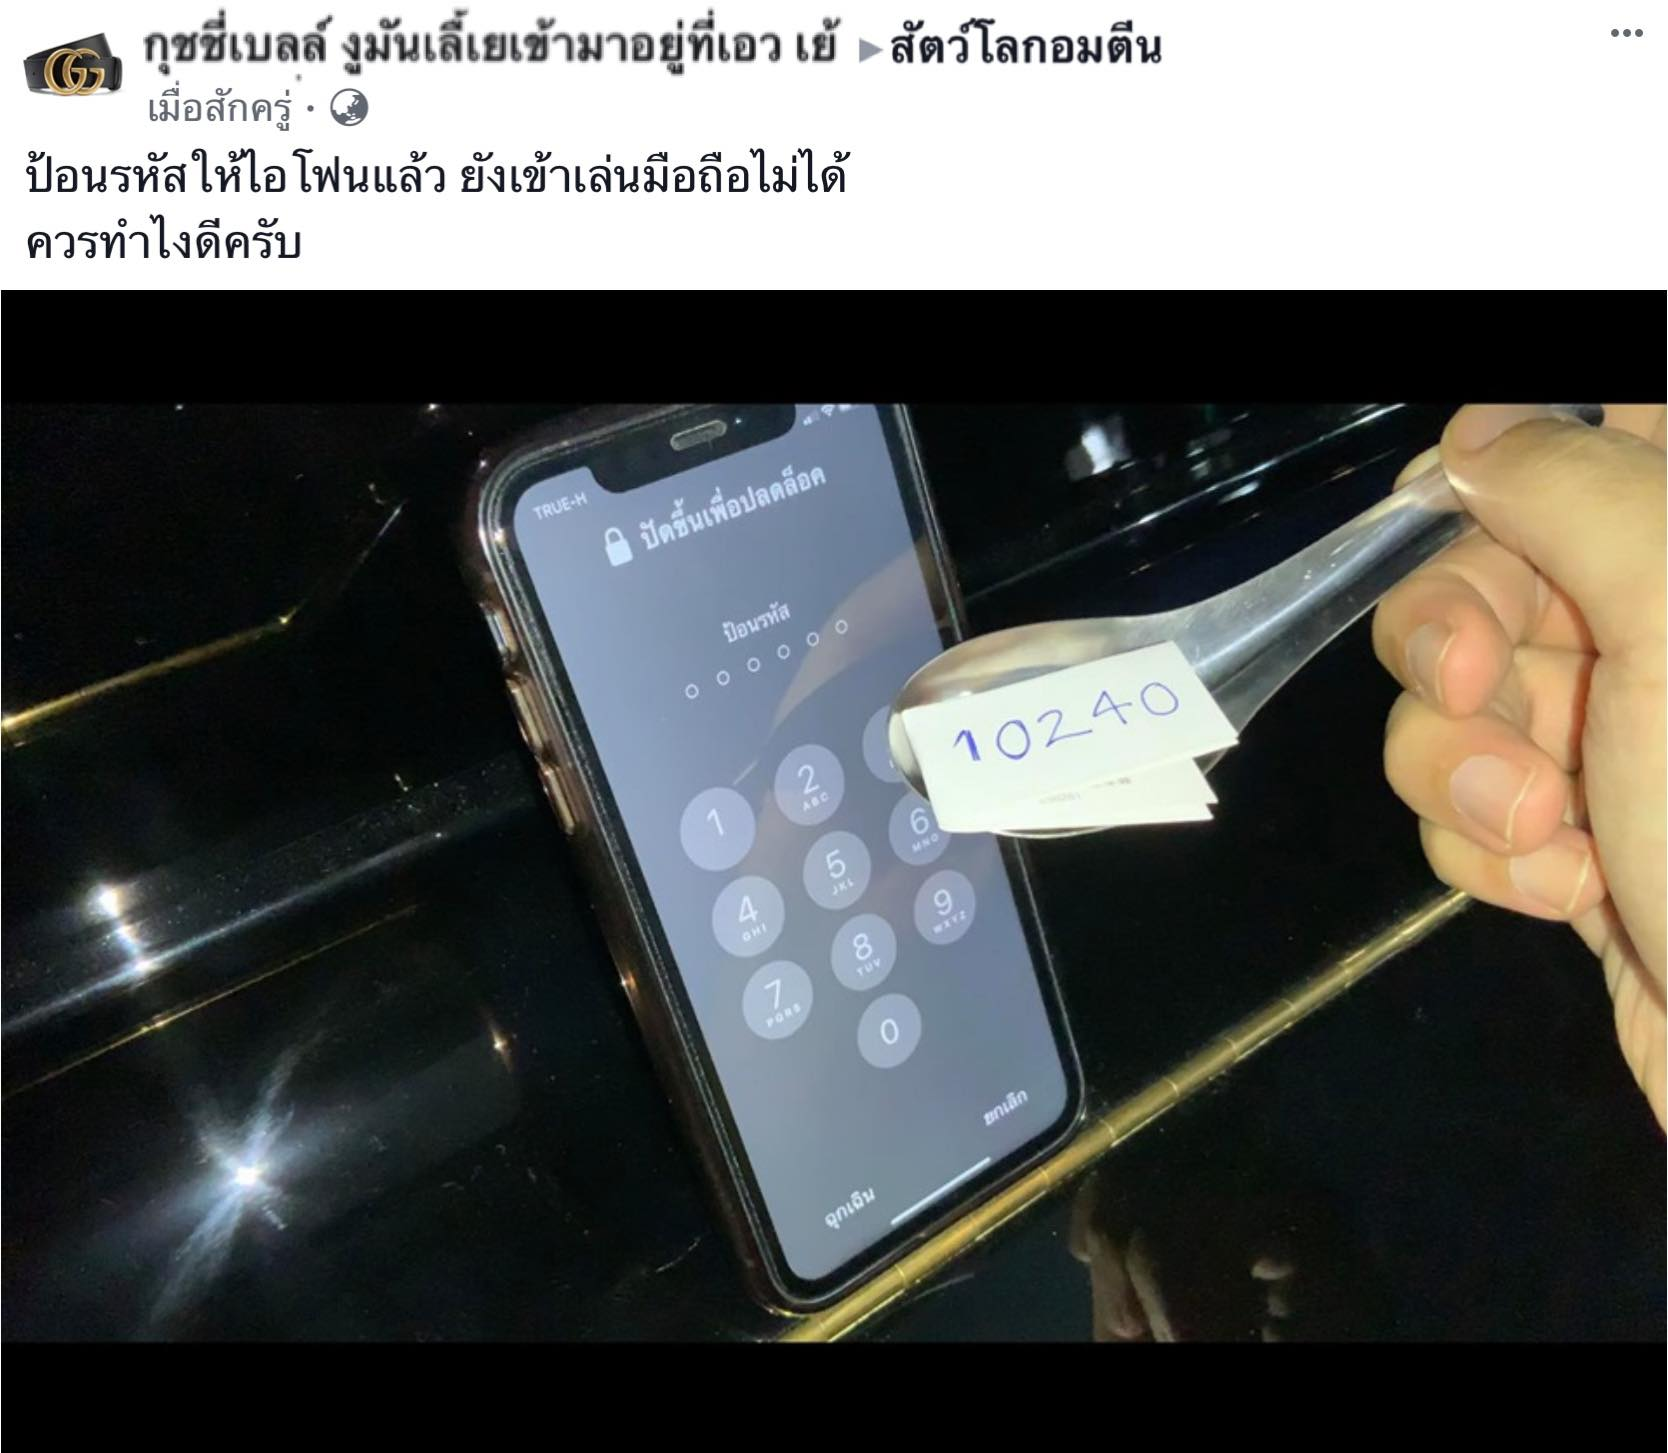 กุชชี่เบลล์ งูมันเลื้อยเข้ามาอยู่ที่เอว เย้ ▸ สัตว์โลกอมตีน
เมื่อสักครู่ ·
ป้อนรหัสให้ไอโฟนแล้ว ยังเข้าเล่นมือถือไม่ได้
ควรทำไงดีครับ
TRUE-H
ปัดขึ้นเพื่อปลดล็อค
ป้อนรหัส
10240
1
2 ABC
4 GHI
5 JKL
6 MNO
7 PQRS
8 TUV
9 WXYZ
0
ฉุกเฉิน
ยกเลิก